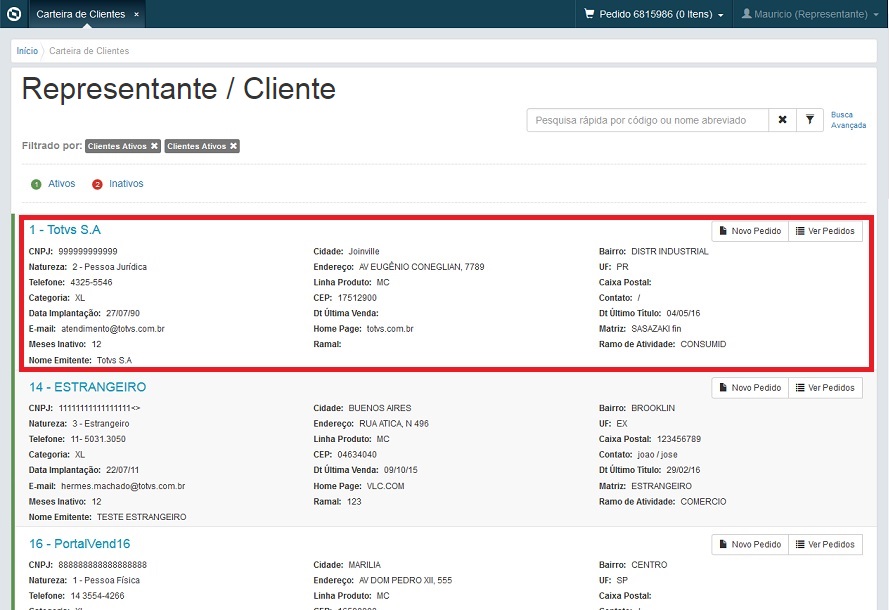 Carteira de Clientes × Pedido 6815986 (0 Itens) Mauricio (Representante)
Início Carteira de Clientes
Representante / Cliente
Pesquisa rápida por código ou nome abreviado Busca Avançada
Filtrado por: Clientes Ativos ✖ Clientes Ativos ✖
1 Ativos 2 Inativos
1 - Totvs S.A Novo Pedido Ver Pedidos
CNPJ: 999999999999 Cidade: Joinville Bairro: DISTR INDUSTRIAL
Natureza: 2 - Pessoa Jurídica Endereço: AV EUGÊNIO CONEGLIAN, 7789 UF: PR
Telefone: 4325-5546 Linha Produto: MC Caixa Postal:
Categoria: XL CEP: 17512900 Contato: /
Data Implantação: 27/07/90 Dt Última Venda: Dt Último Título: 04/05/16
E-mail: atendimento@totvs.com.br Home Page: totvs.com.br Matriz: SASAZAKI fin
Meses Inativo: 12 Ramal: Ramo de Atividade: CONSUMID
Nome Emitente: Totvs S.A
14 - ESTRANGEIRO Novo Pedido Ver Pedidos
CNPJ: 11111111111111111<> Cidade: BUENOS AIRES Bairro: BROOKLIN
Natureza: 3 - Estrangeiro Endereço: RUA ATICA, N 496 UF: EX
Telefone: 11- 5031.3050 Linha Produto: MC Caixa Postal: 123456789
Categoria: XL CEP: 04634040 Contato: joao / jose
Data Implantação: 22/07/11 Dt Última Venda: 09/10/15 Dt Último Título: 29/02/16
E-mail: hermes.machado@totvs.com.br Home Page: VLC.COM Matriz: ESTRANGEIRO
Meses Inativo: 12 Ramal: 123 Ramo de Atividade: COMERCIO
Nome Emitente: TESTE ESTRANGEIRO
16 - PortalVend16 Novo Pedido Ver Pedidos
CNPJ: 888888888888888888 Cidade: MARILIA Bairro: CENTRO
Natureza: 1 - Pessoa Física Endereço: AV DOM PEDRO XII, 555 UF: SP
Telefone: 14 3554-4266 Linha Produto: MC Caixa Postal: